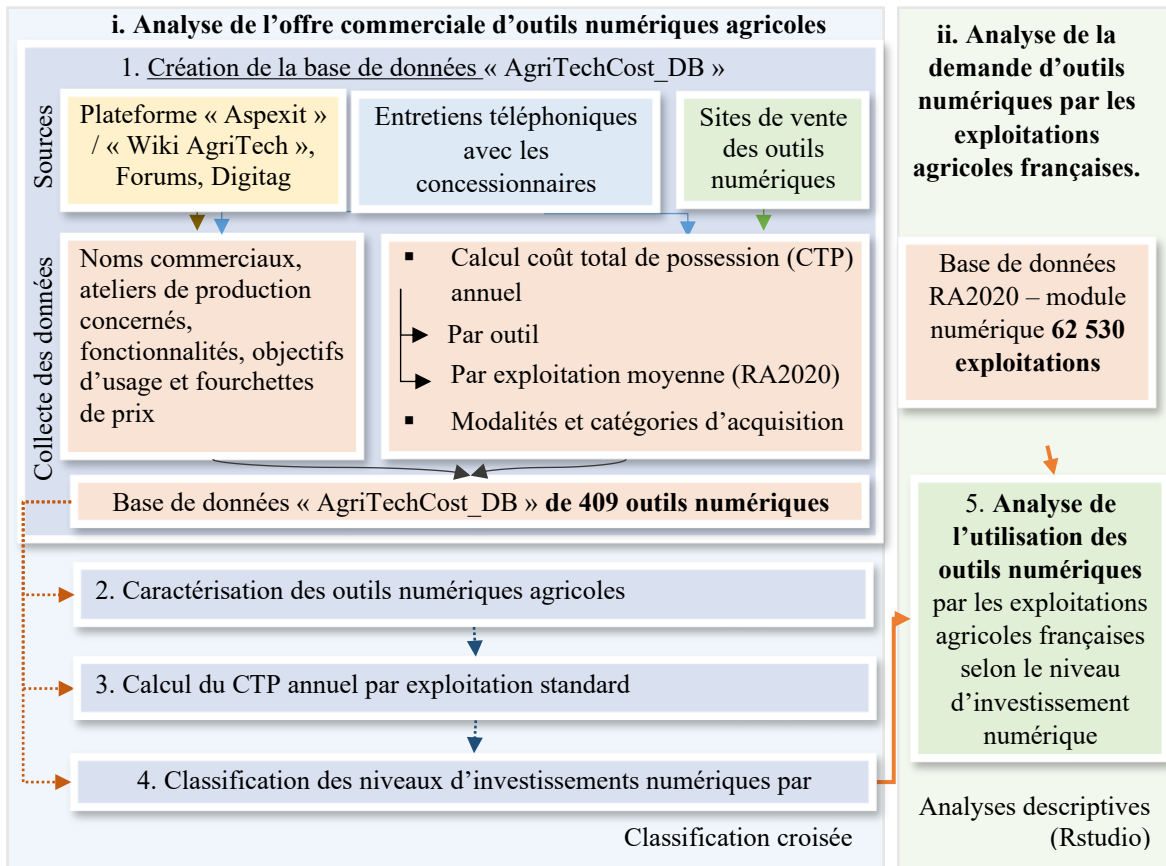 i. Analyse de l'offre commerciale d'outils numériques agricoles
1. Création de la base de données « AgriTechCost_DB »
Sources
Plateforme « Aspexit »
/ « Wiki AgriTech »,
Forums, Digitag
Entretiens téléphoniques
avec les
concessionnaires
Sites de vente
des outils
numériques
Collecte des données
Noms commerciaux,
ateliers de production
concernés,
fonctionnalités, objectifs
d'usage et fourchettes
de prix
▪ Calcul coût total de possession (CTP)
annuel
Par outil
Par exploitation moyenne (RA2020)
▪ Modalités et catégories d'acquisition
Base de données « AgriTechCost_DB » de 409 outils numériques
2. Caractérisation des outils numériques agricoles
3. Calcul du CTP annuel par exploitation standard
4. Classification des niveaux d'investissements numériques par
Classification croisée
ii. Analyse de la
demande d'outils
numériques par les
exploitations
agricoles françaises.
Base de données
RA2020 – module
numérique 62 530
exploitations
5. Analyse de
l'utilisation des
outils numériques
par les exploitations
agricoles françaises
selon le niveau
d'investissement
numérique
Analyses descriptives
(Rstudio)